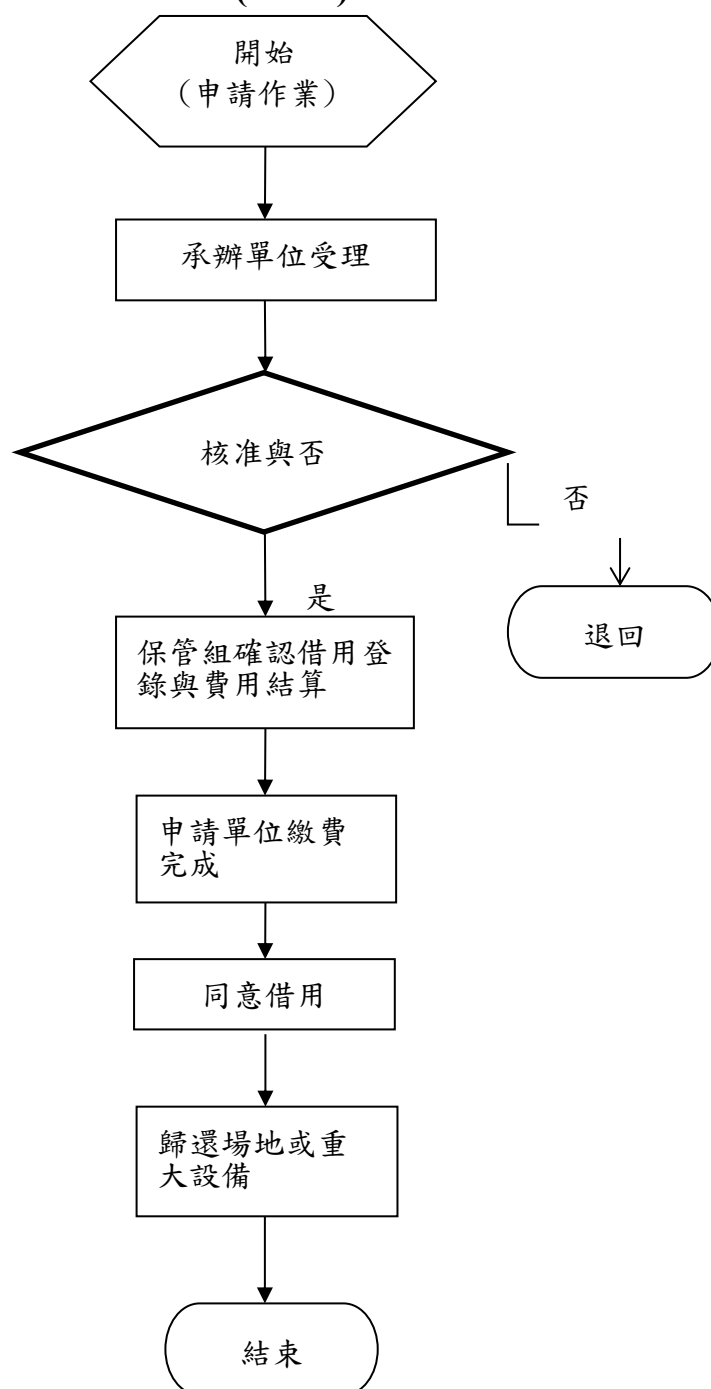 開始
（申請作業）
承辦單位受理
核准與否
否
是
退回
保管組確認借用登
錄與費用結算
申請單位繳費
完成
同意借用
歸還場地或重
大設備
結束